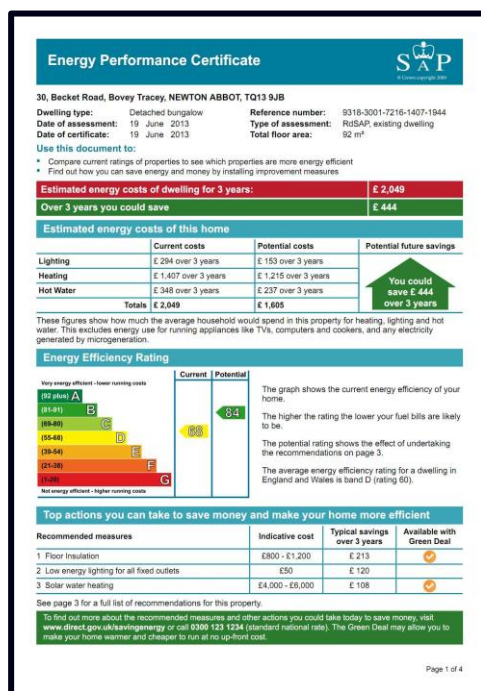 Energy Performance Certificate
SAP
© Crown copyright 2009
30, Becket Road, Bovey Tracey, NEWTON ABBOT, TQ13 9JB
Dwelling type: Detached bungalow Reference number: 9318-3001-7216-1407-1944
Date of assessment: 19 June 2013 Type of assessment: RdSAP, existing dwelling
Date of certificate: 19 June 2013 Total floor area: 92 m²
Use this document to:
• Compare current ratings of properties to see which properties are more energy efficient
• Find out how you can save energy and money by installing improvement measures
Estimated energy costs of dwelling for 3 years: £ 2,049
Over 3 years you could save £ 444
Estimated energy costs of this home
Current costs Potential costs Potential future savings
Lighting £ 294 over 3 years £ 153 over 3 years
Heating £ 1,407 over 3 years £ 1,215 over 3 years
Hot Water £ 348 over 3 years £ 237 over 3 years
Totals £ 2,049 £ 1,605
You could
save £ 444
over 3 years
These figures show how much the average household would spend in this property for heating, lighting and hot
water. This excludes energy use for running appliances like TVs, computers and cookers, and any electricity
generated by microgeneration.
Energy Efficiency Rating
Current Potential
Very energy efficient - lower running costs
(92 plus) A
(81-91) B
(69-80) C
(55-68) D
(39-54) E
(21-38) F
(1-20) G
Not energy efficient - higher running costs
68
84
The graph shows the current energy efficiency of your
home.
The higher the rating the lower your fuel bills are likely
to be.
The potential rating shows the effect of undertaking
the recommendations on page 3.
The average energy efficiency rating for a dwelling in
England and Wales is band D (rating 60).
Top actions you can take to save money and make your home more efficient
Recommended measures Indicative cost Typical savings over 3 years Available with Green Deal
1 Floor Insulation £800 - £1,200 £ 213
2 Low energy lighting for all fixed outlets £50 £ 120
3 Solar water heating £4,000 - £6,000 £ 108
See page 3 for a full list of recommendations for this property.
To find out more about the recommended measures and other actions you could take today to save money, visit
www.direct.gov.uk/savingenergy or call 0300 123 1234 (standard national rate). The Green Deal may allow you to
make your home warmer and cheaper to run at no up-front cost.
Page 1 of 4